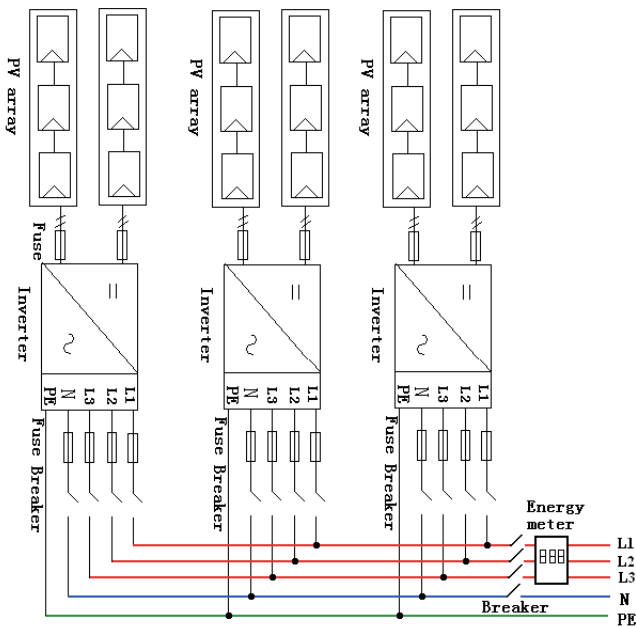 PV array
PV array
PV array
Fuse
Inverter
Inverter
Inverter
PE N L3 L2 L1
PE N L3 L2 L1
PE N L3 L2 L1
Fuse Breaker
Fuse Breaker
Fuse Breaker
Energy
meter
L1
L2
L3
N
Breaker
PE